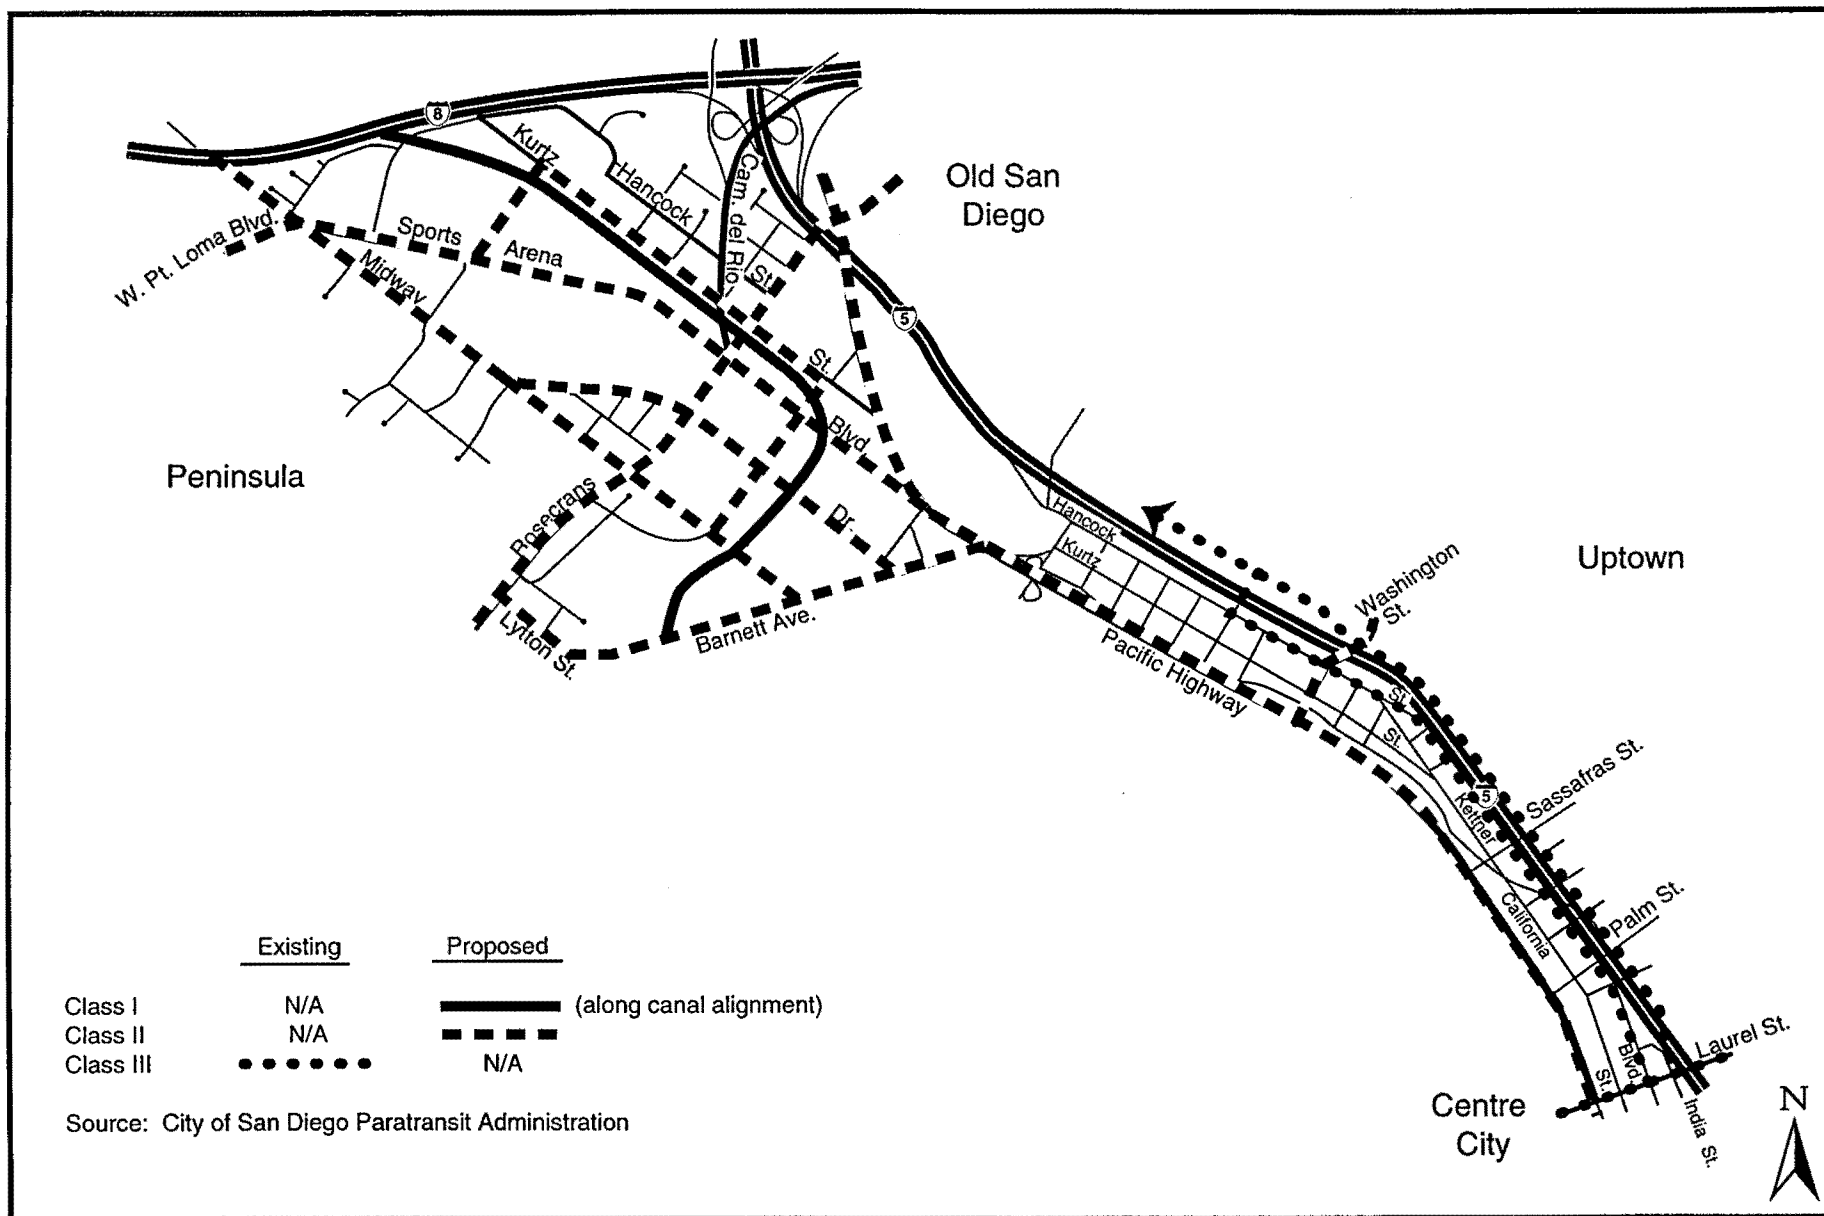 8
Kurtz
Hancock
Cam. del Rio
Old San
Diego
W. Pt. Loma Blvd.
Sports
Arena
Midway
St.
5
St.
Blvd.
Peninsula
Rosecrans
Dr.
Hancock
Kurtz
Washington
St.
Uptown
Lytton St.
Barnett Ave.
Pacific Highway
St.
St.
5
Sassafras St.
Kettner
California
Palm St.
Existing
Proposed
Class I
N/A
(along canal alignment)
Class II
N/A
Class III
N/A
Laurel St.
Blvd.
St.
India St.
Centre
City
N
Source: City of San Diego Paratransit Administration